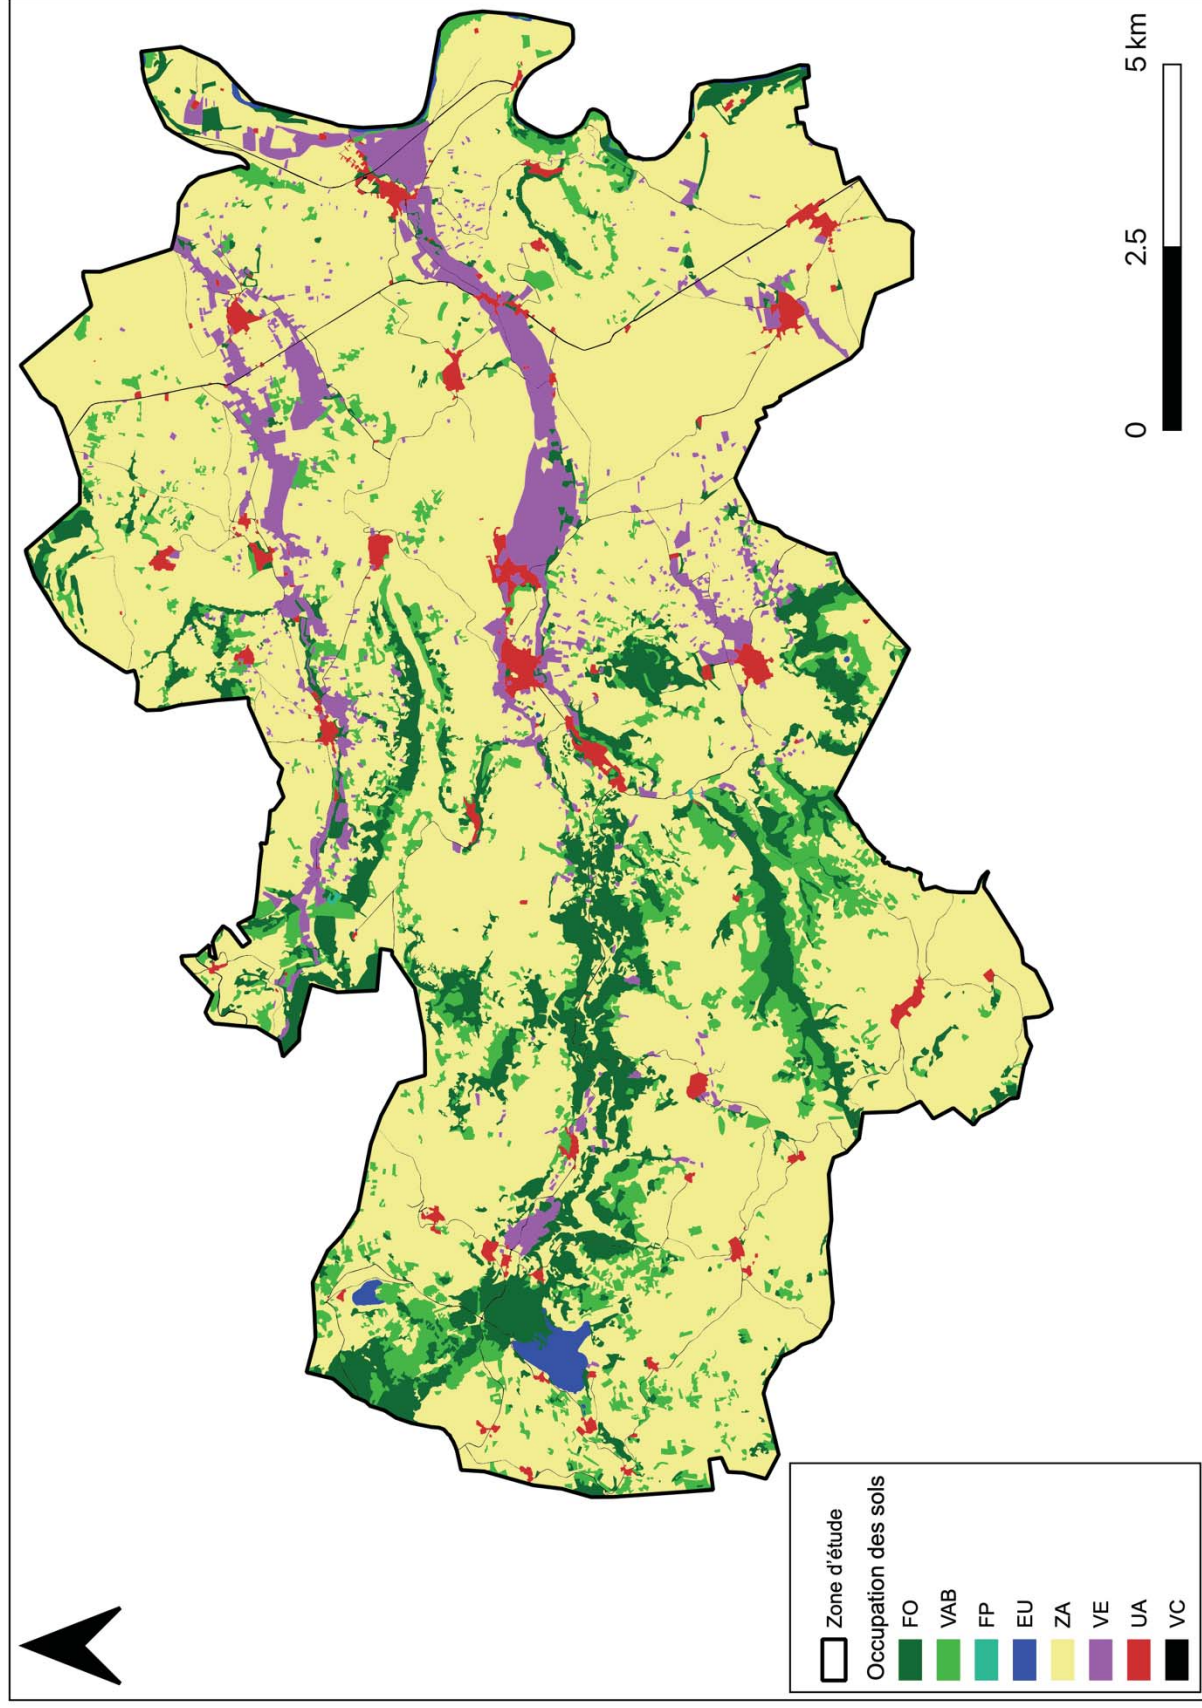 Zone d'étude
Occupation des sols
FO
VAB
FP
EU
ZA
VE
UA
VC
0 2.5 5 km